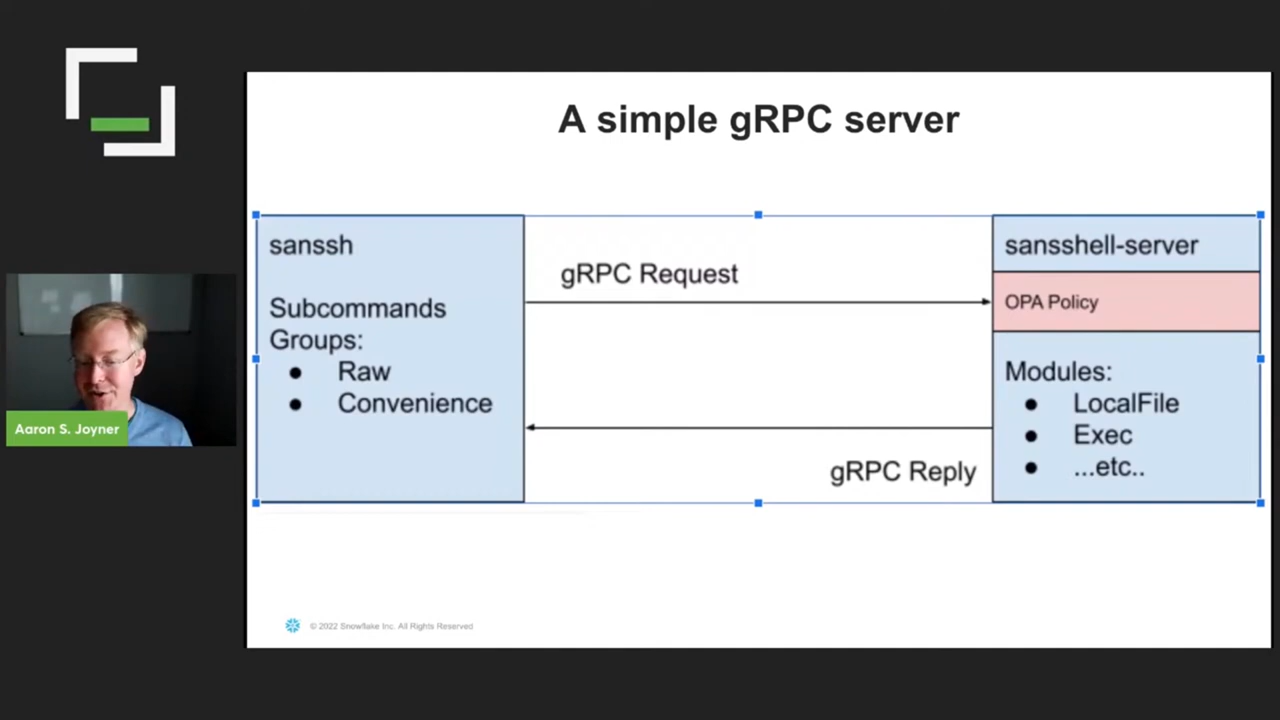 A simple gRPC server
sanssh
Subcommands
Groups:
● Raw
● Convenience
gRPC Request
gRPC Reply
sansshell-server
OPA Policy
Modules:
● LocalFile
● Exec
● ...etc..
Aaron S. Joyner
© 2022 Snowflake Inc. All Rights Reserved